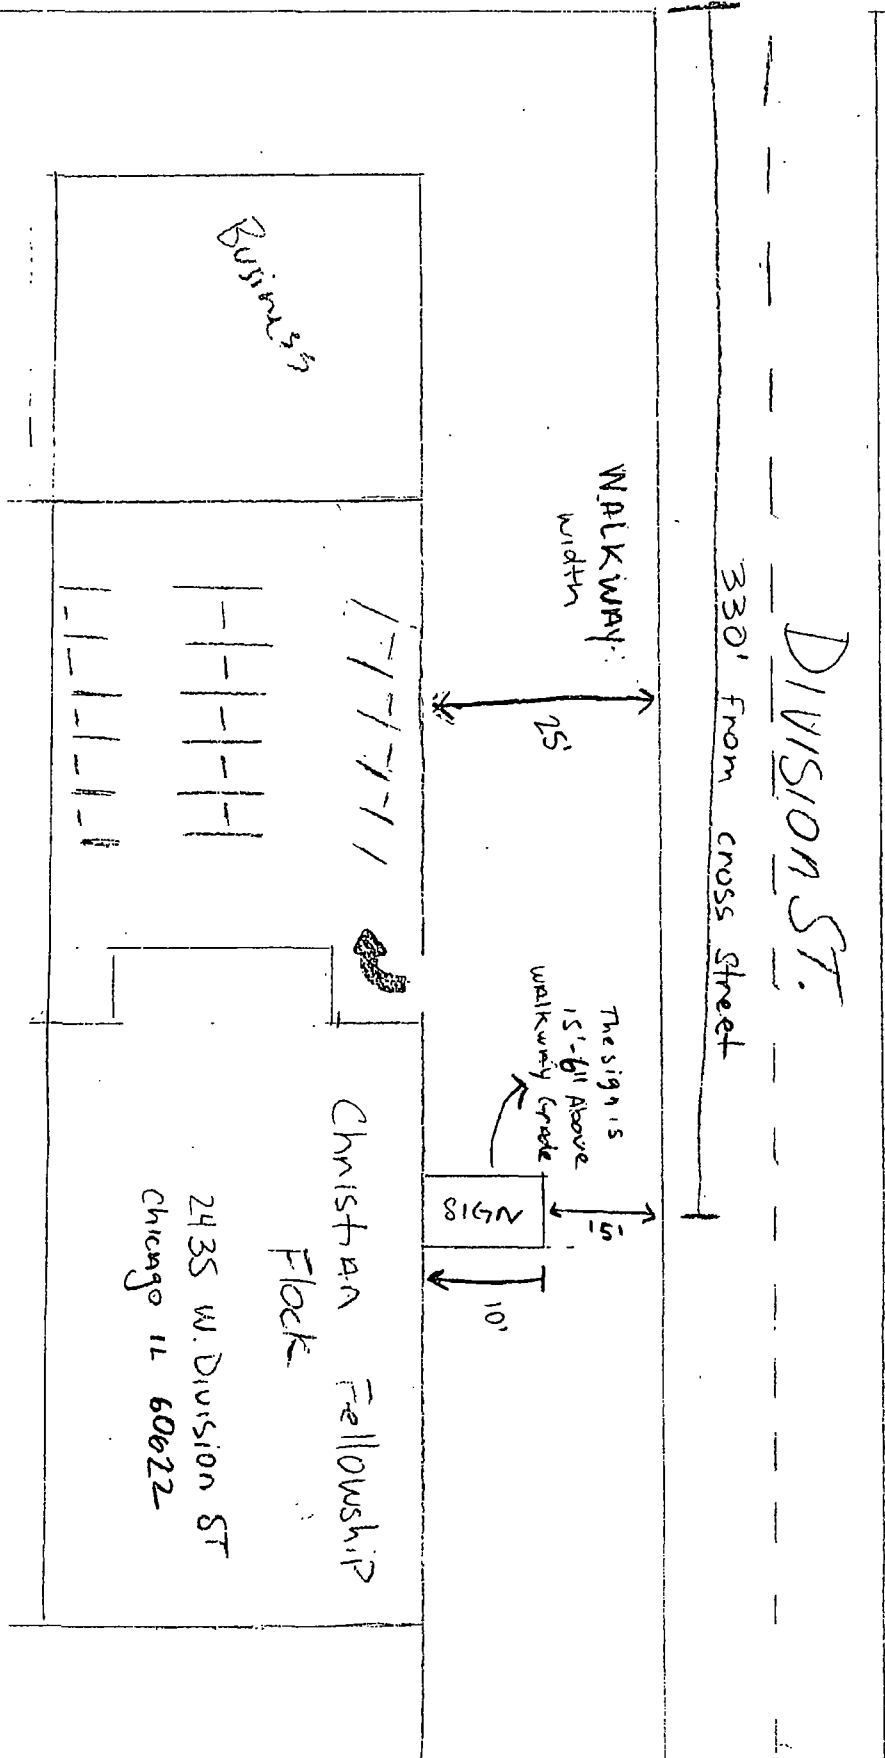 DIVISION ST.
330' from cross street
WALKWAY:
width
25'
The sign is
15'-6" Above
walkway Grade
SIGN
15'
10'
Business
Christian Fellowship
Flock
2435 W. Division ST
Chicago IL 60622